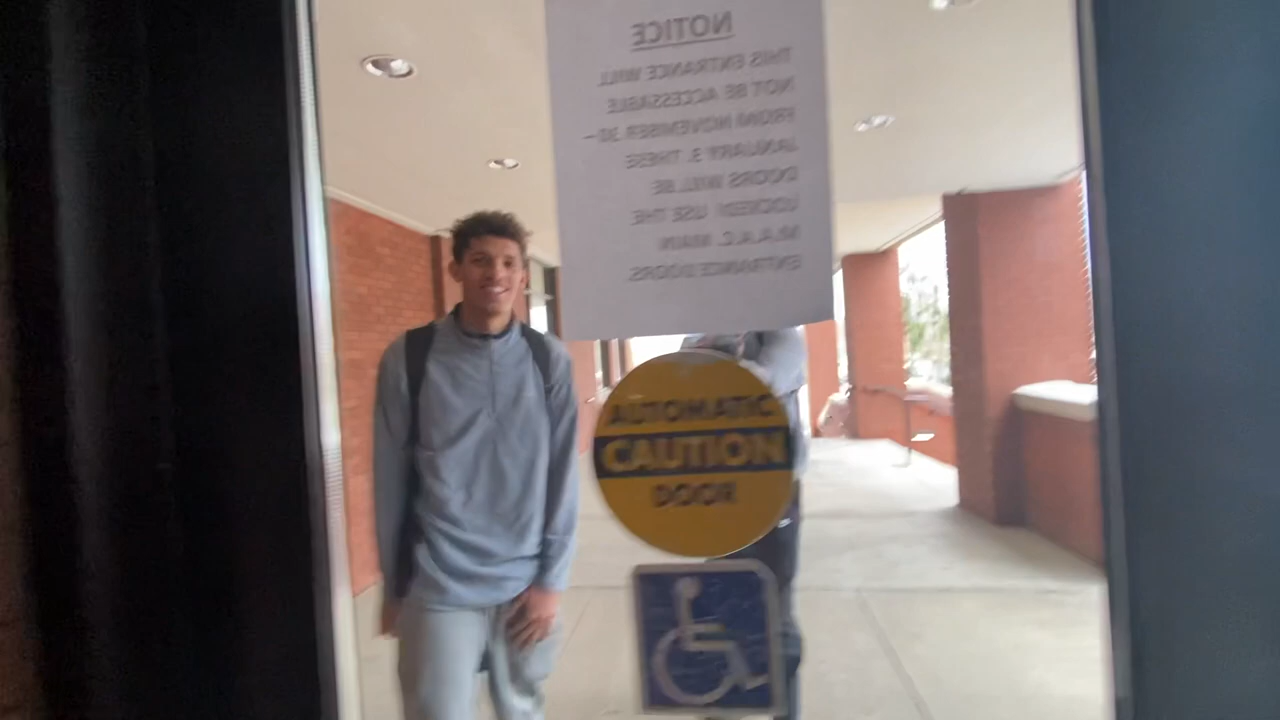 NOTICE
THIS ENTRANCE WILL
NOT BE ACCESSABLE
FROM NOVEMBER 30-
JANUARY 3. THESE
DOORS WILL BE
LOCKED! USE THE
M.A.A.C. MAIN
ENTRANCE DOORS.
AUTOMATIC
CAUTION
DOOR